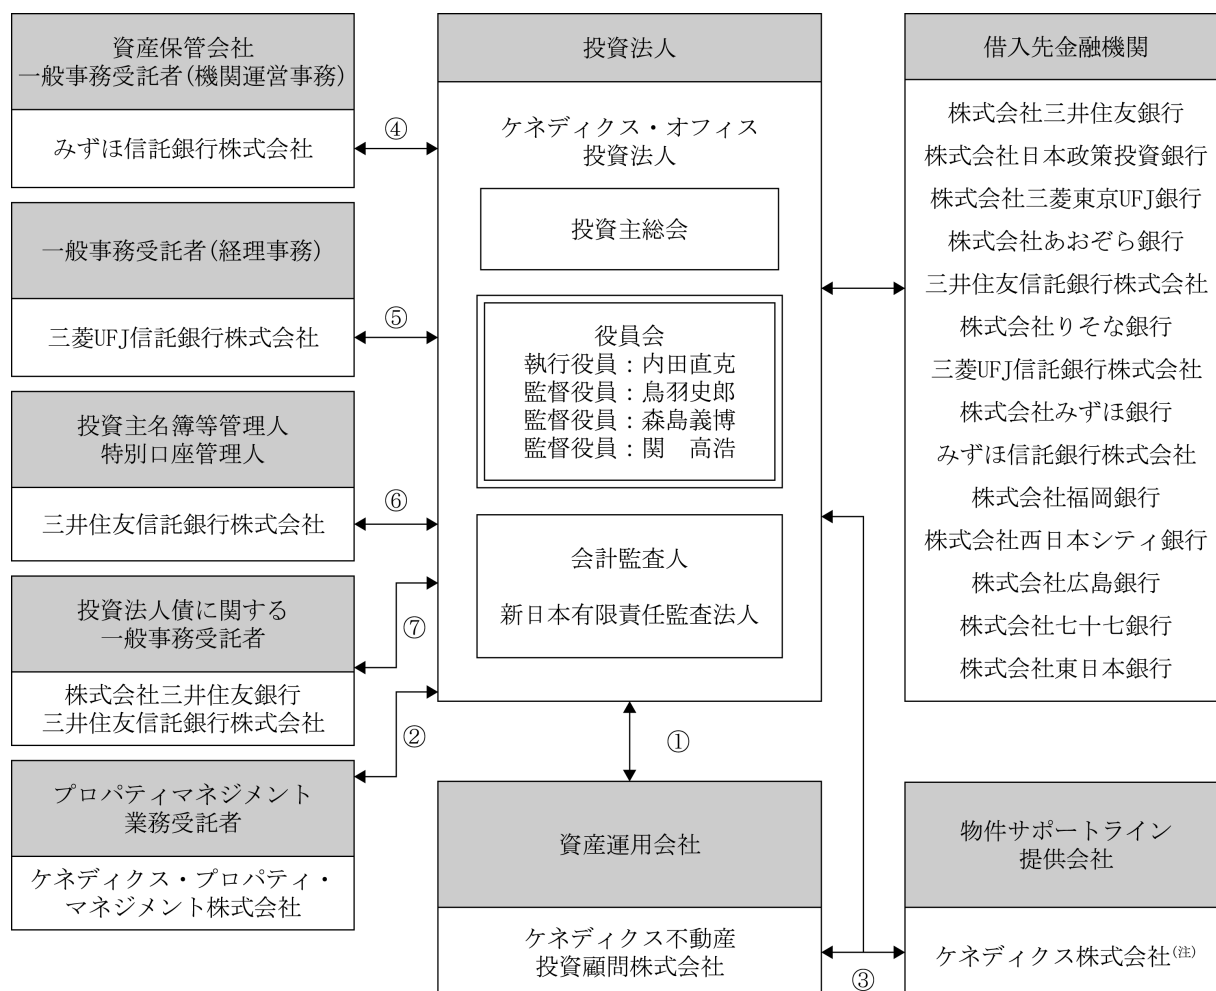 資産保管会社
一般事務受託者(機関運営事務)
みずほ信託銀行株式会社
④
一般事務受託者(経理事務)
三菱UFJ信託銀行株式会社
⑤
投資主名簿等管理人
特別口座管理人
三井住友信託銀行株式会社
⑥
投資法人債に関する
一般事務受託者
株式会社三井住友銀行
三井住友信託銀行株式会社
⑦
プロパティマネジメント
業務受託者
ケネディクス・プロパティ・
マネジメント株式会社
②
投資法人
ケネディクス・オフィス
投資法人
投資主総会
役員会
執行役員：内田直克
監督役員：鳥羽史郎
監督役員：森島義博
監督役員：関　高浩
会計監査人
新日本有限責任監査法人
①
資産運用会社
ケネディクス不動産
投資顧問株式会社
借入先金融機関
株式会社三井住友銀行
株式会社日本政策投資銀行
株式会社三菱東京UFJ銀行
株式会社あおぞら銀行
三井住友信託銀行株式会社
株式会社りそな銀行
三菱UFJ信託銀行株式会社
株式会社みずほ銀行
みずほ信託銀行株式会社
株式会社福岡銀行
株式会社西日本シティ銀行
株式会社広島銀行
株式会社七十七銀行
株式会社東日本銀行
③
物件サポートライン
提供会社
ケネディクス株式会社(注)